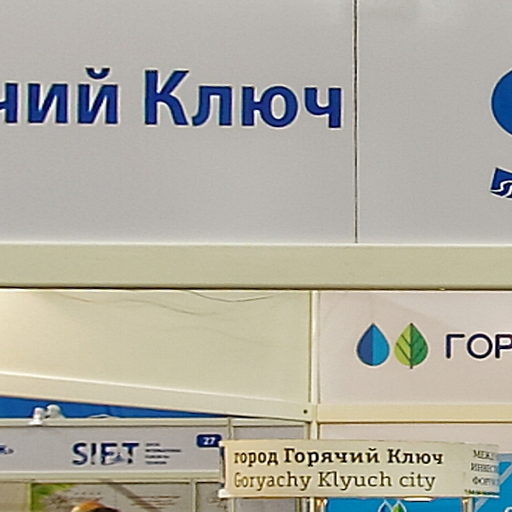 чий Ключ
ГОР
SIFT
27
город Горячий Ключ
Goryachy Klyuch city